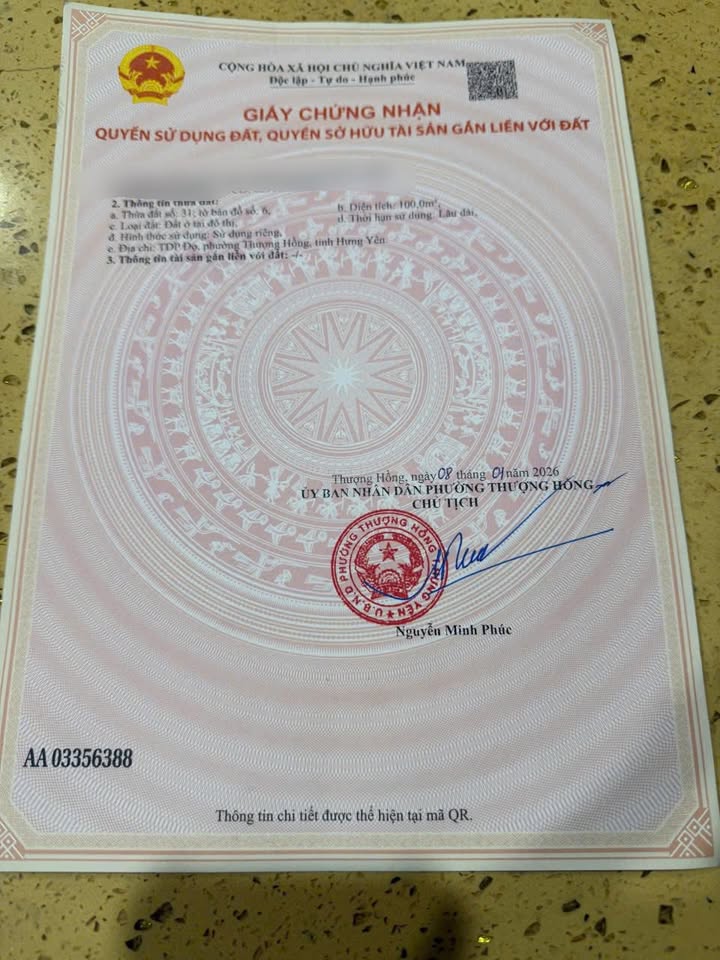 CỘNG HÒA XÃ HỘI CHỦ NGHĨA VIỆT NAM
Độc lập - Tự do - Hạnh phúc
GIẤY CHỨNG NHẬN
QUYỀN SỬ DỤNG ĐẤT, QUYỀN SỞ HỮU TÀI SẢN GẮN LIỀN VỚI ĐẤT
2. Thông tin thửa đất:
a. Thửa đất số: 31; tờ bản đồ số: 6, b. Diện tích: 100,0m²,
c. Loại đất: Đất ở tại đô thị, d. Thời hạn sử dụng: Lâu dài,
đ. Hình thức sử dụng: Sử dụng riêng,
e. Địa chỉ: TDP Đọ, phường Thượng Hồng, tỉnh Hưng Yên
3. Thông tin tài sản gắn liền với đất: -/-
Thượng Hồng, ngày 08 tháng 01 năm 2026
ỦY BAN NHÂN DÂN PHƯỜNG THƯỢNG HỒNG
CHỦ TỊCH
U.B.N.D PHƯỜNG THƯỢNG HỒNG T.HƯNG YÊN
Nguyễn Minh Phúc
AA 03356388
Thông tin chi tiết được thể hiện tại mã QR.